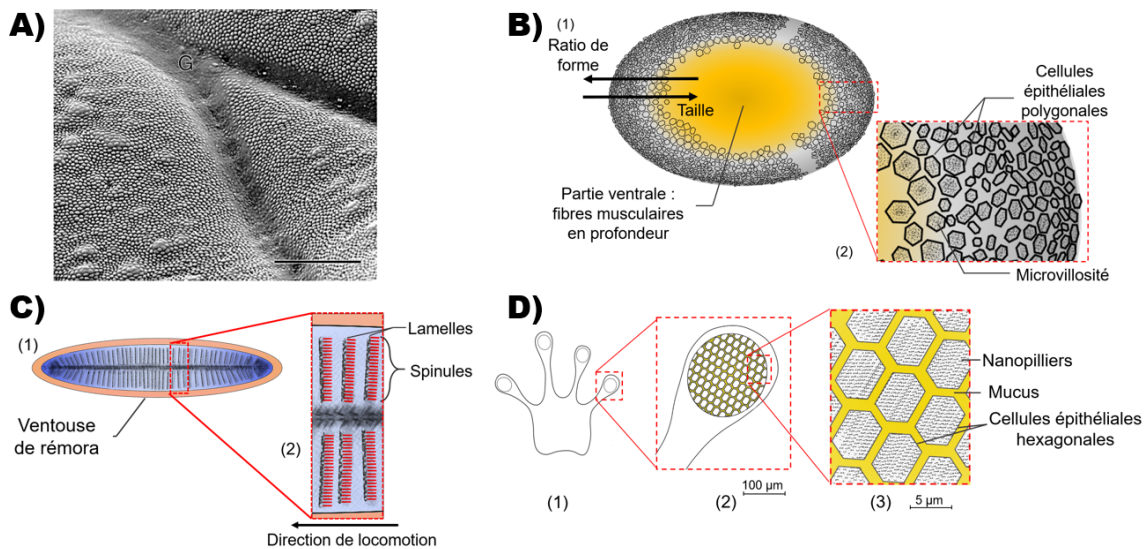 A)
G
B)
(1)
Ratio de
forme
Taille
Partie ventrale :
fibres musculaires
en profondeur
Cellules
épithéliales
polygonales
(2)
Microvillosité
C)
(1)
Ventouse
de rémora
Lamelles
Spinules
(2)
Direction de locomotion
D)
(1)
(2)
100 µm
Nanopilliers
Mucus
Cellules épithéliales
hexagonales
(3)
5 µm